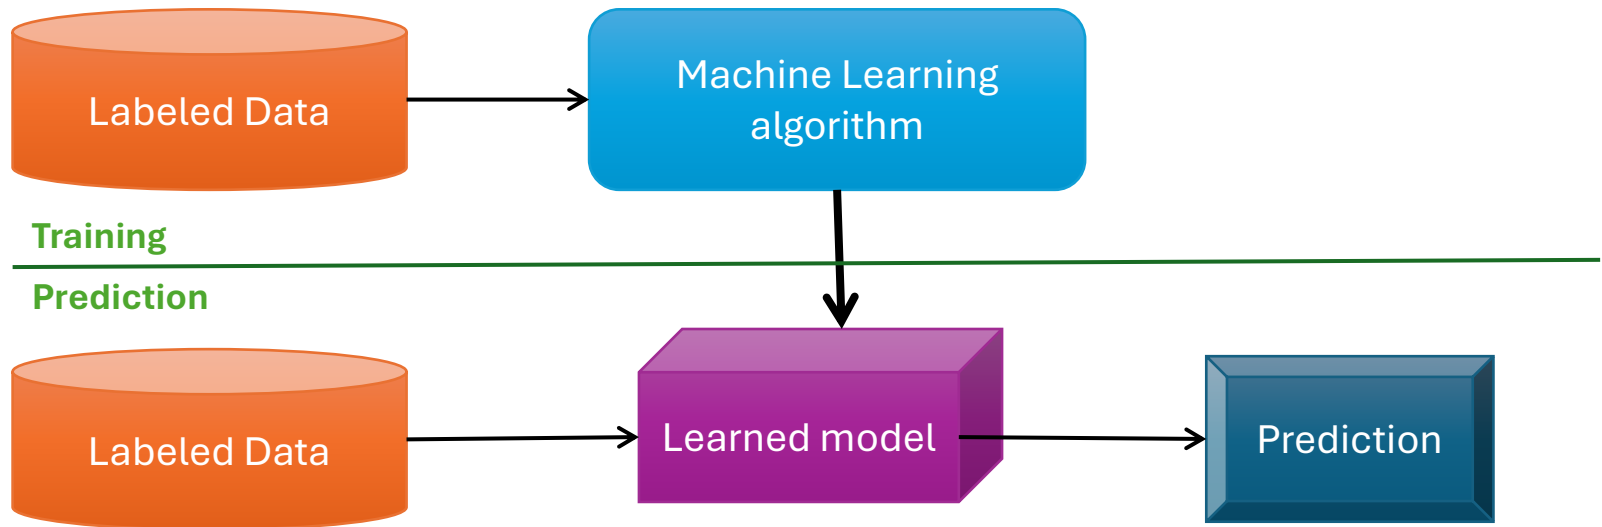 Labeled Data
Machine Learning
algorithm
Training
Prediction
Labeled Data
Learned model
Prediction